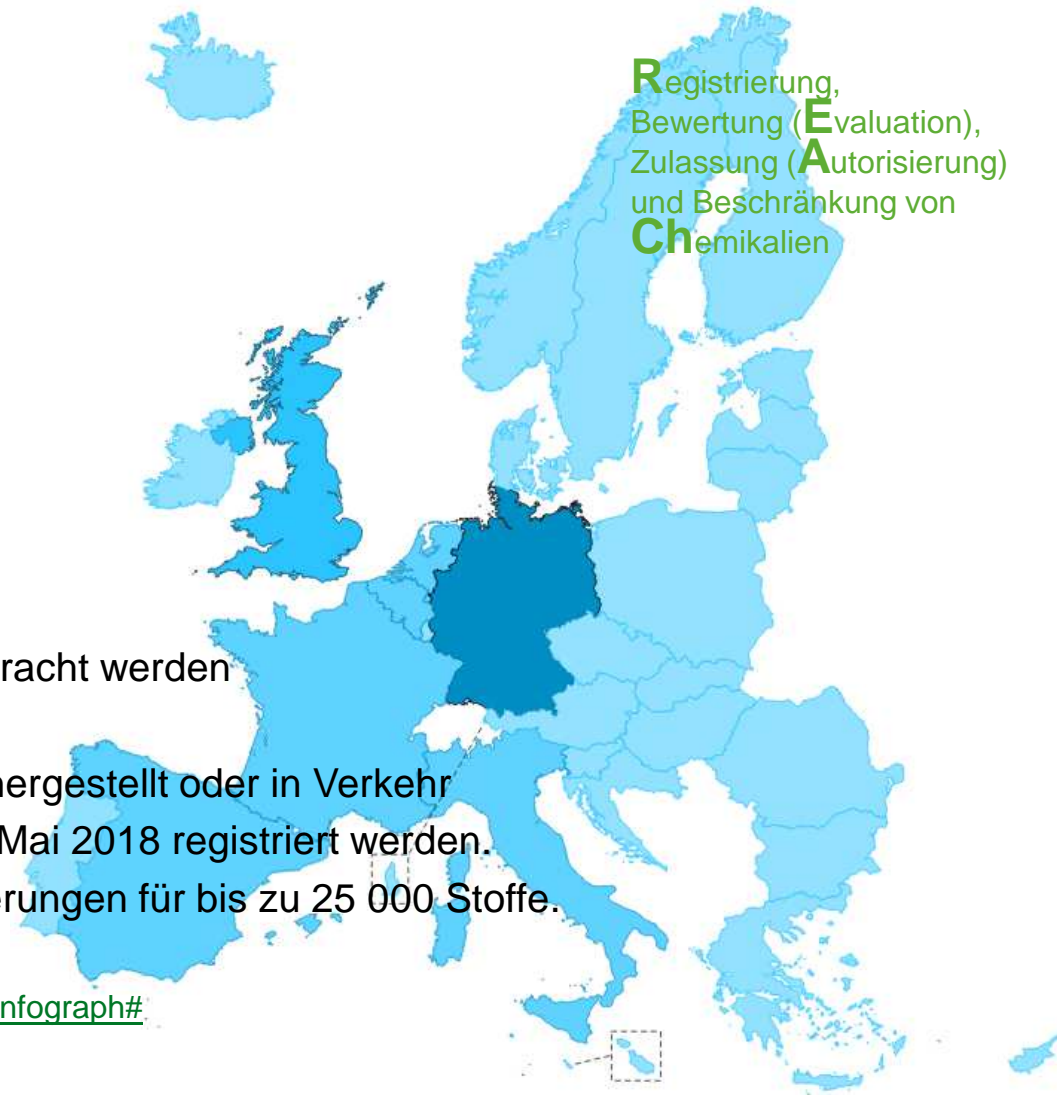 Registrierung,
Bewertung (Evaluation),
Zulassung (Autorisierung)
und Beschränkung von
Chemikalien
racht werden
hergestellt oder in Verkehr
Mai 2018 registriert werden.
erungen für bis zu 25 000 Stoffe.
nfograph#